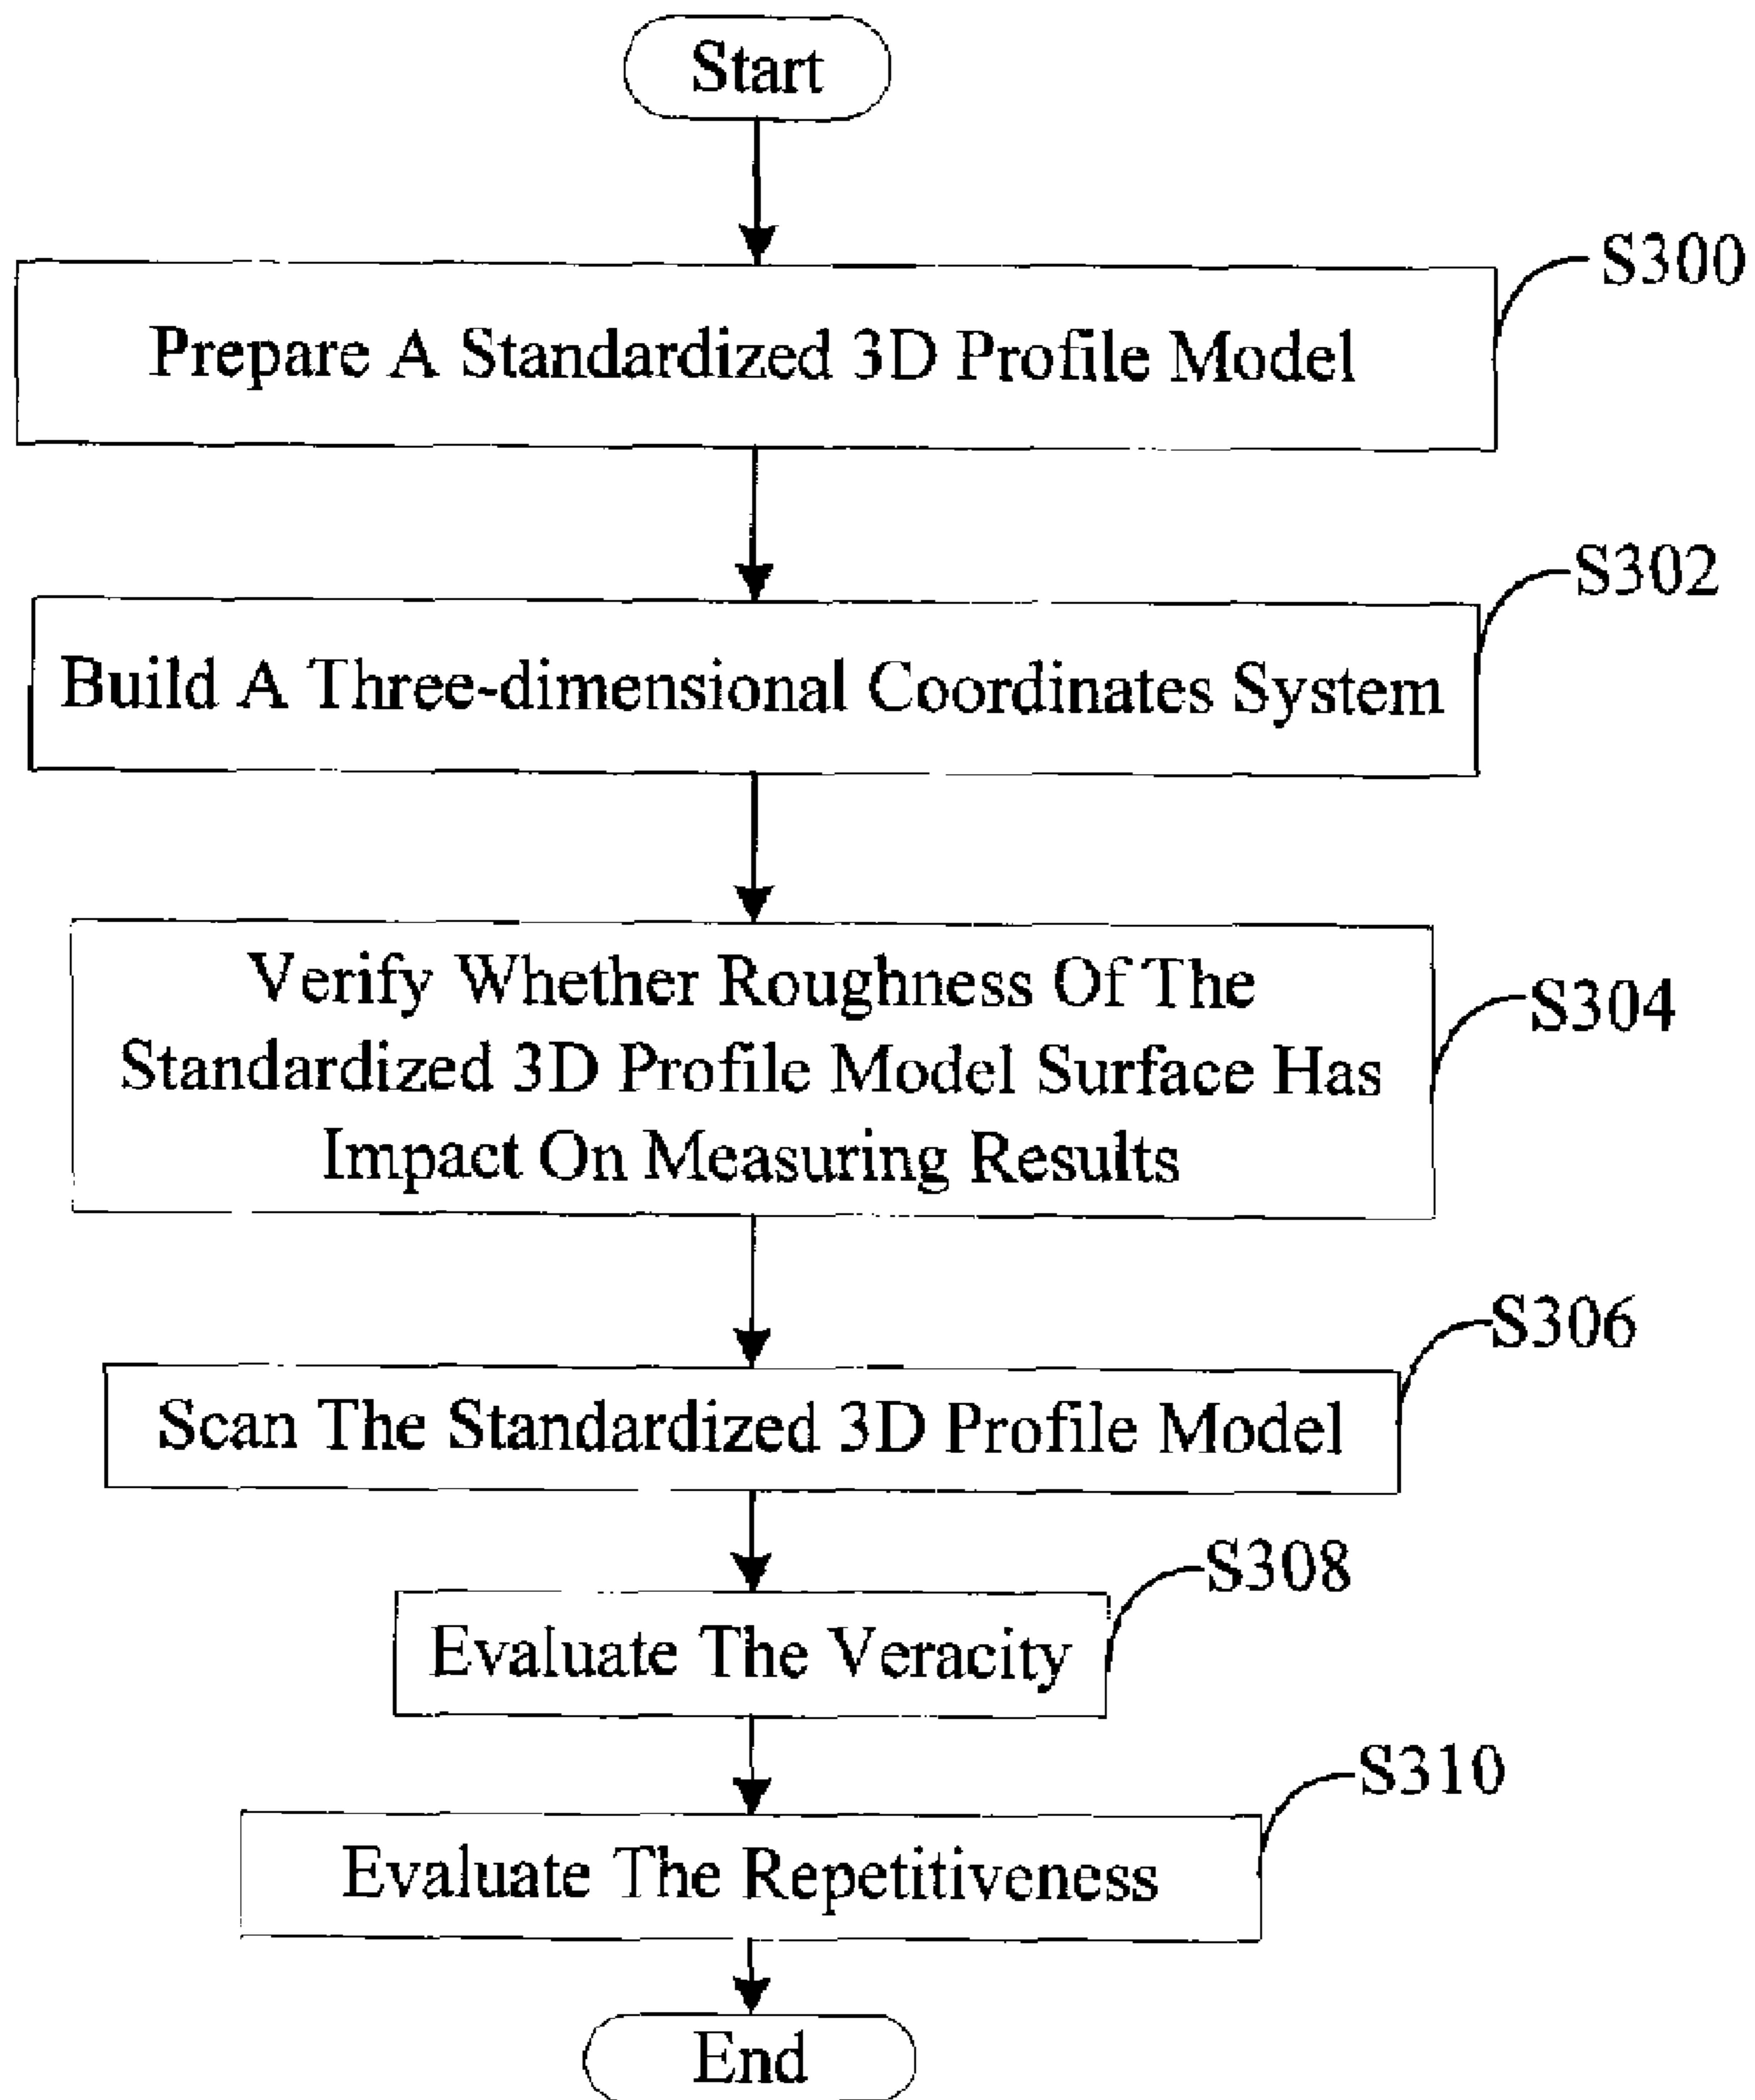 Start
S300
Prepare A Standardized 3D Profile Model
S302
Build A Three-dimensional Coordinates System
Verify Whether Roughness Of The
S304
Standardized 3D Profile Model Surface Has
Impact On Measuring Results
S306
Scan The Standardized 3D Profile Model
S308
Evaluate The Veracity
S310
Evaluate The Repetitiveness
End